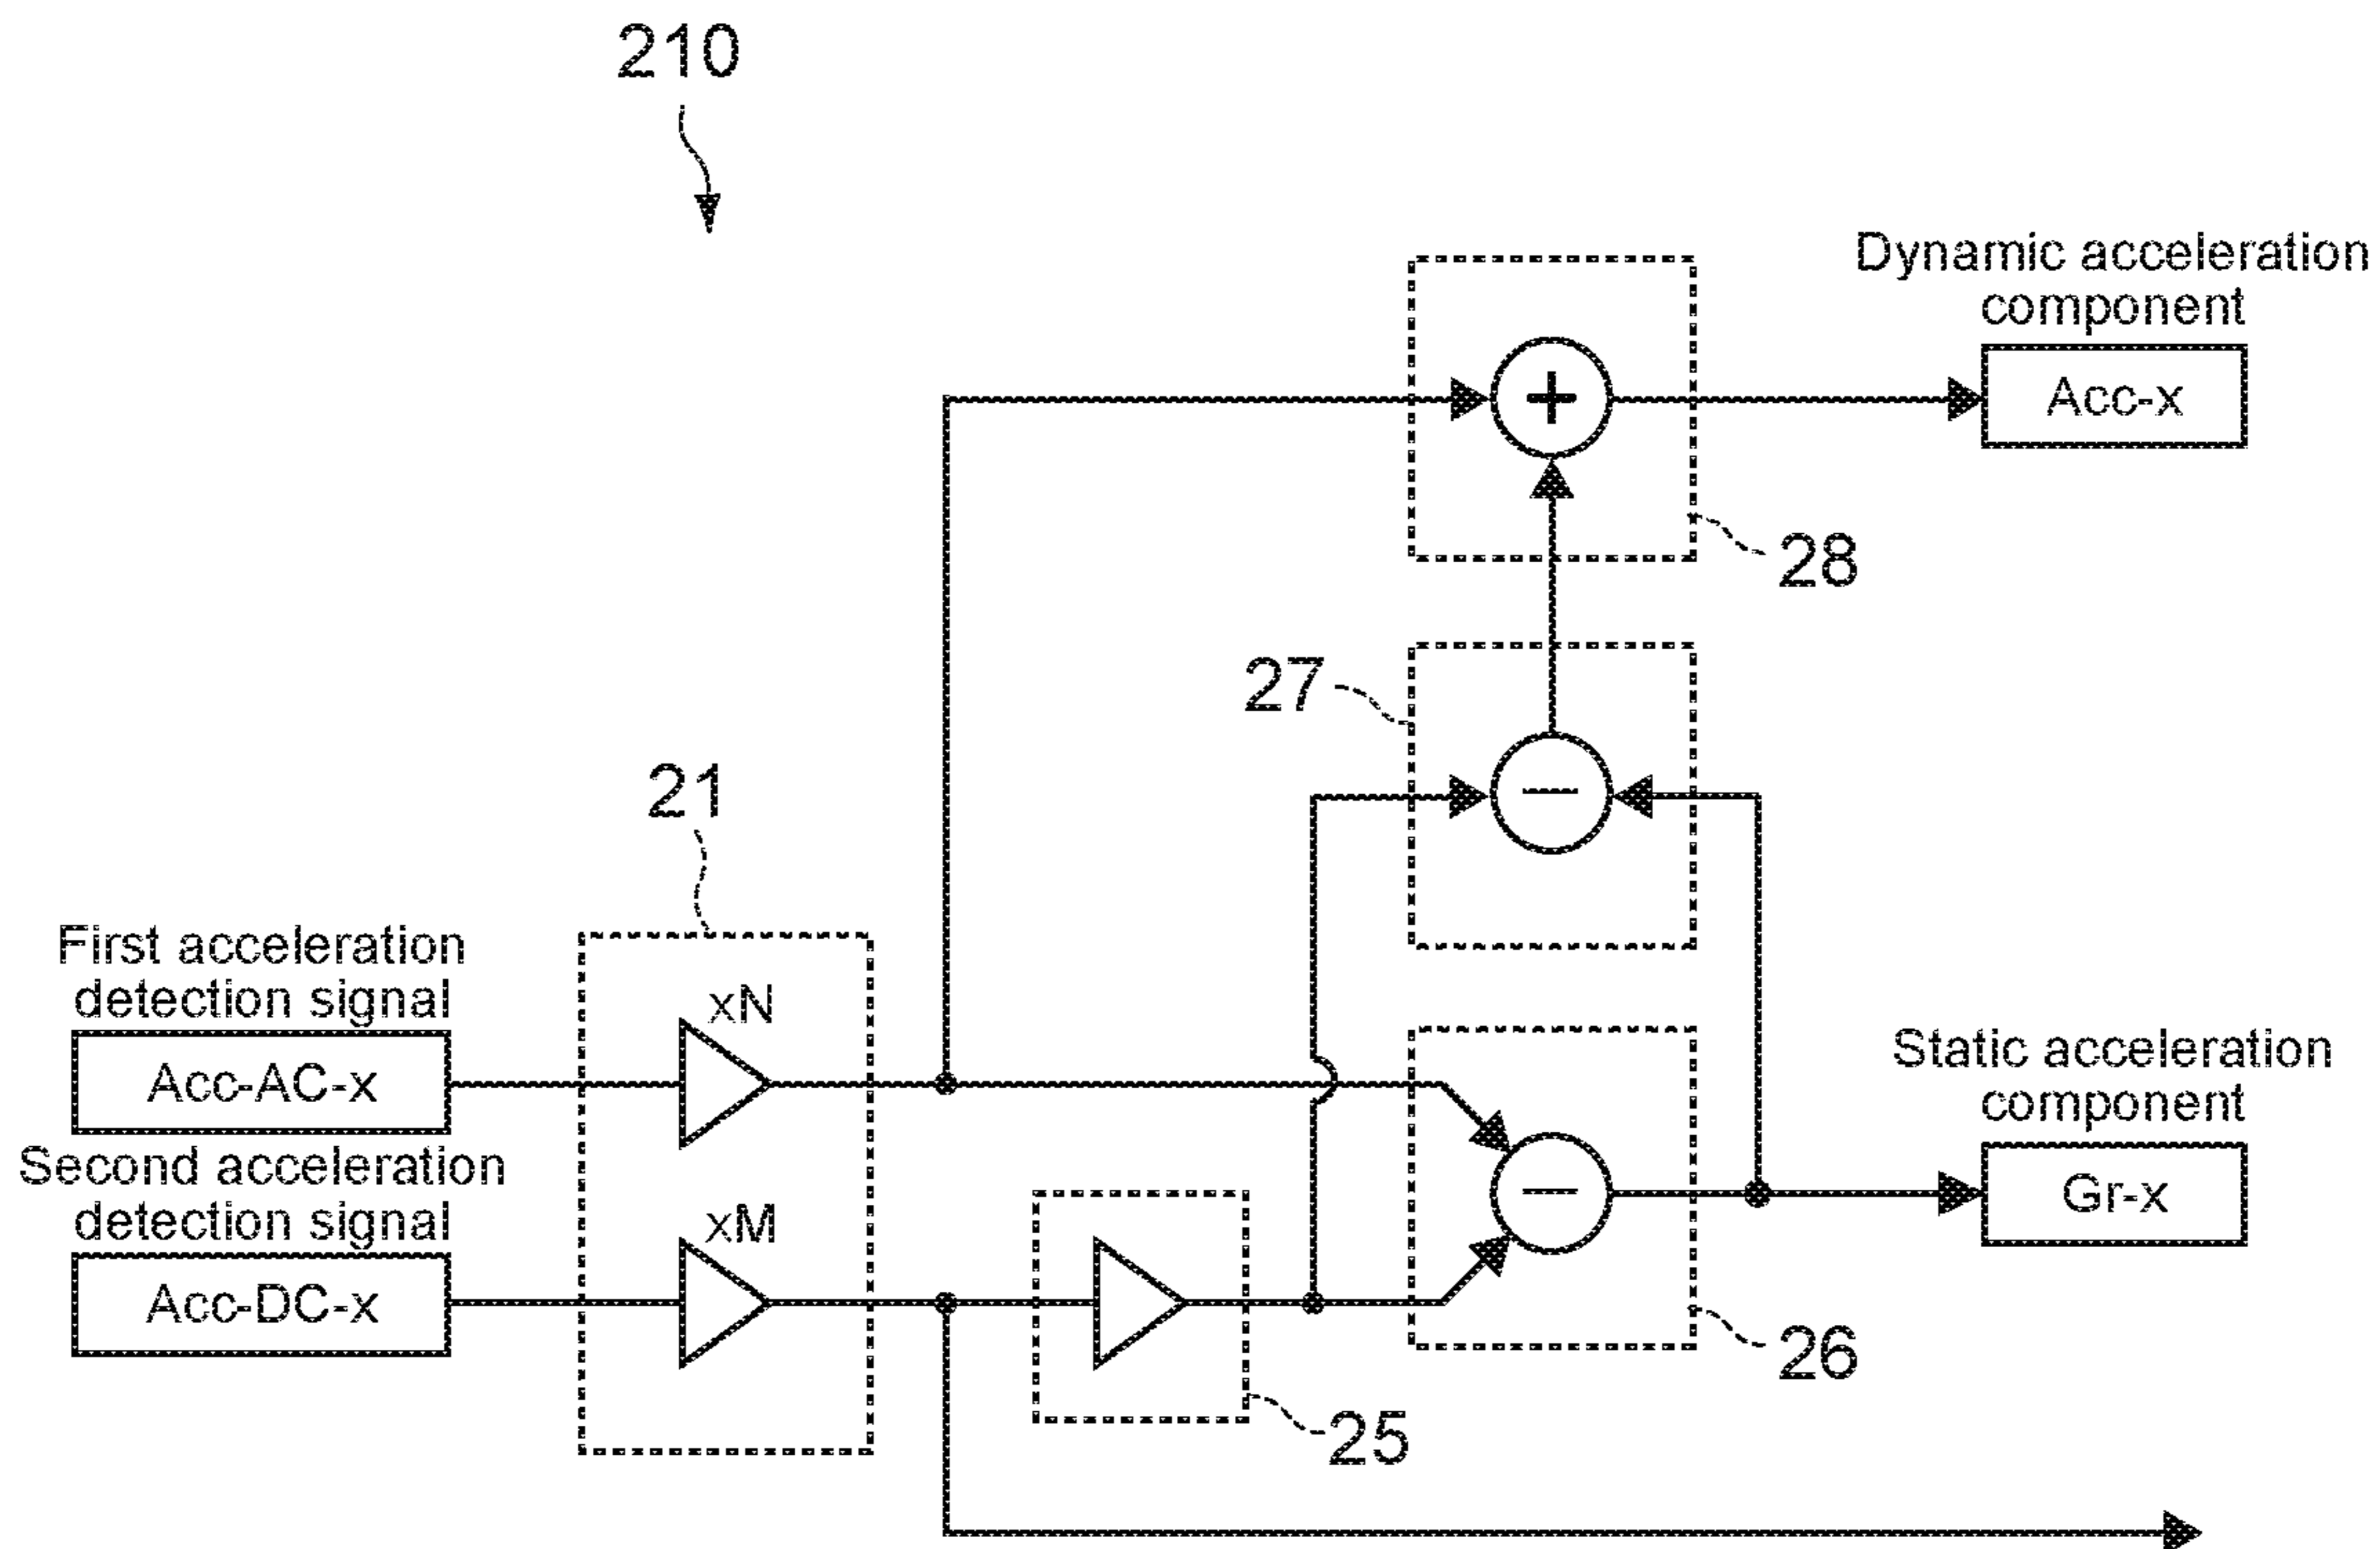 210
Dynamic acceleration
component
+
Acc-x
28
27
−
21
First acceleration
detection signal
xN
Acc-AC-x
Static acceleration
component
−
Gr-x
Second acceleration
detection signal
xM
Acc-DC-x
26
25